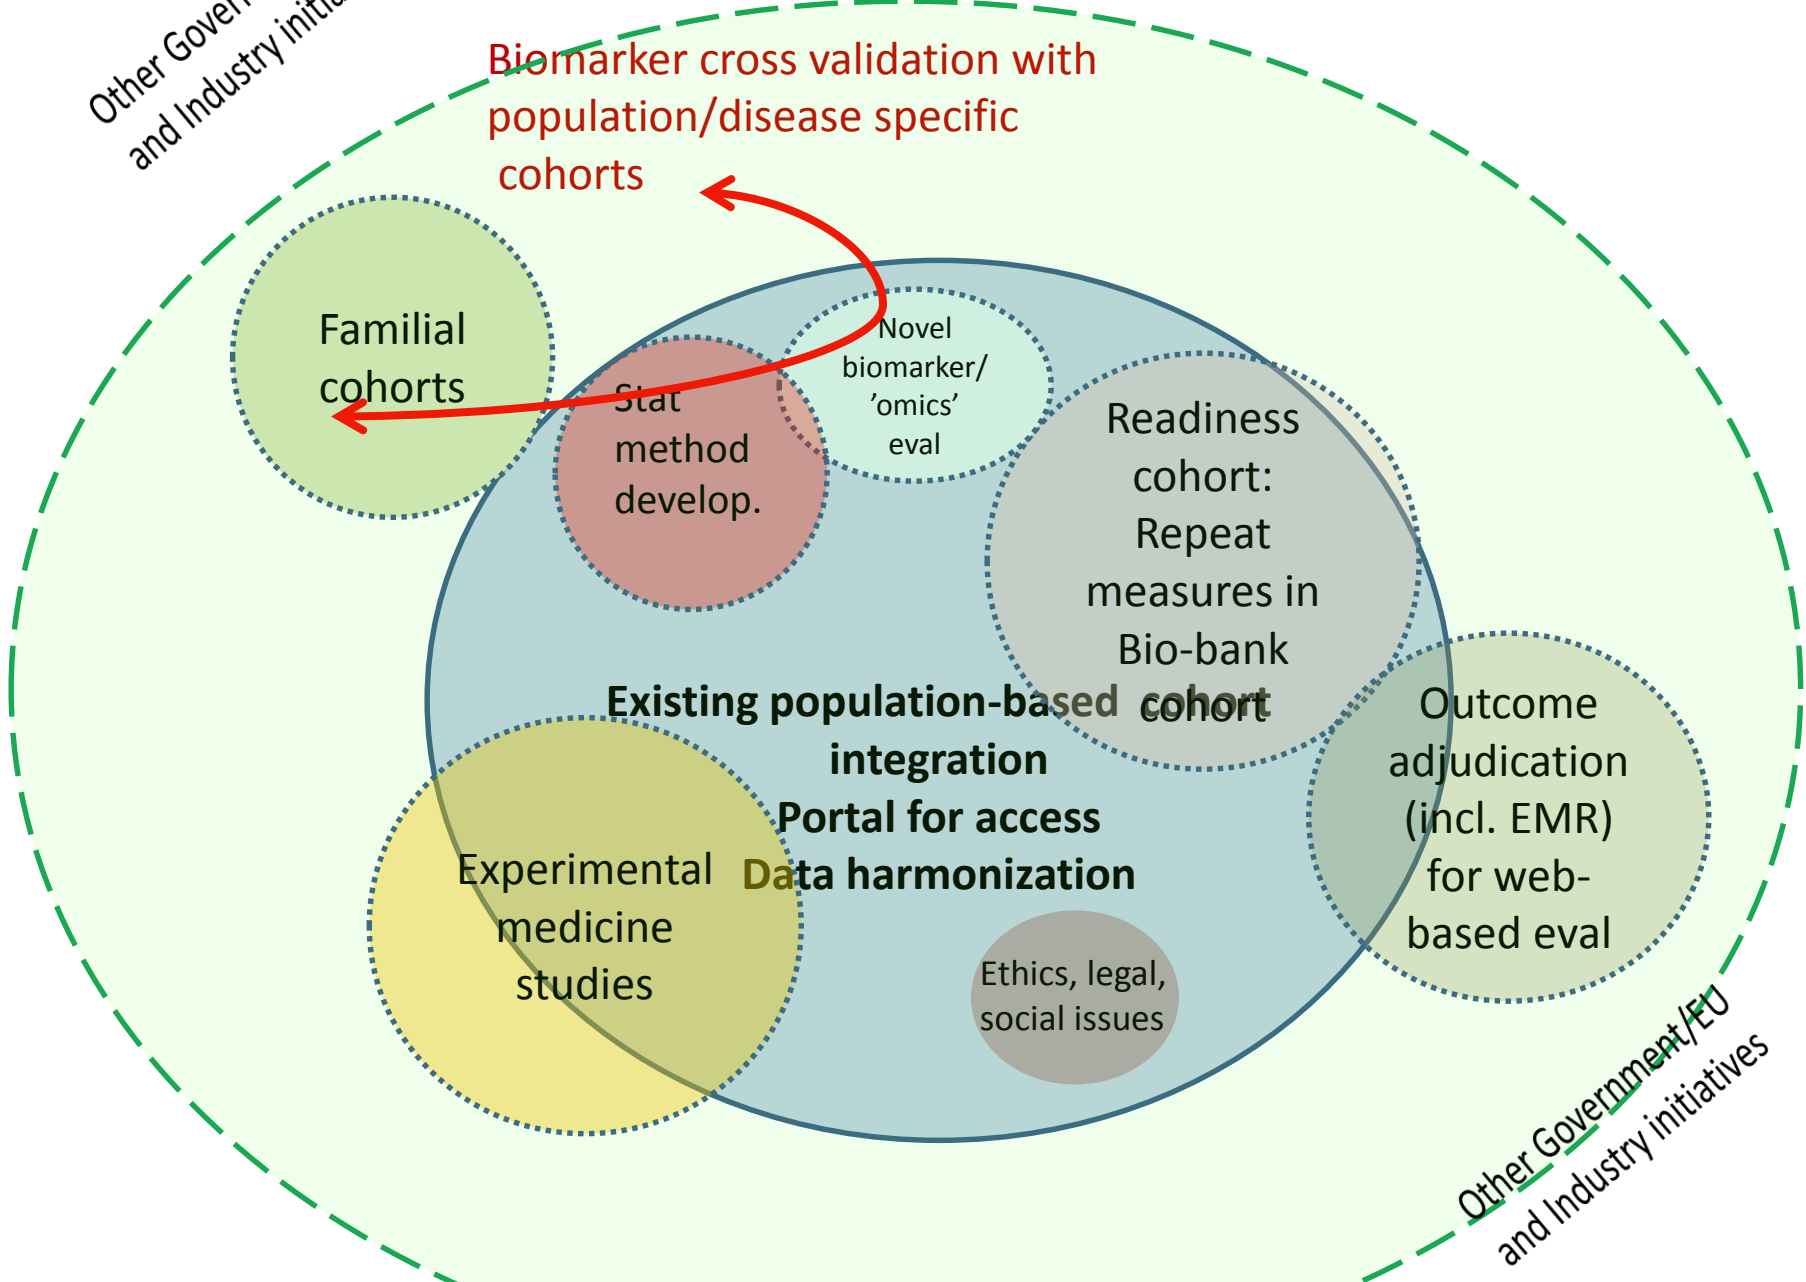 Other Govern
and Industry initia
Biomarker cross validation with
population/disease specific
cohorts
Familial
cohorts
Stat
method
develop.
Novel
biomarker/
’omics’
eval
Readiness
cohort:
Repeat
measures in
Bio-bank
cohort
Existing population-based cohort
integration
Portal for access
Data harmonization
Outcome
adjudication
(incl. EMR)
for web-
based eval
Experimental
medicine
studies
Ethics, legal,
social issues
Other Government/EU
and Industry initiatives